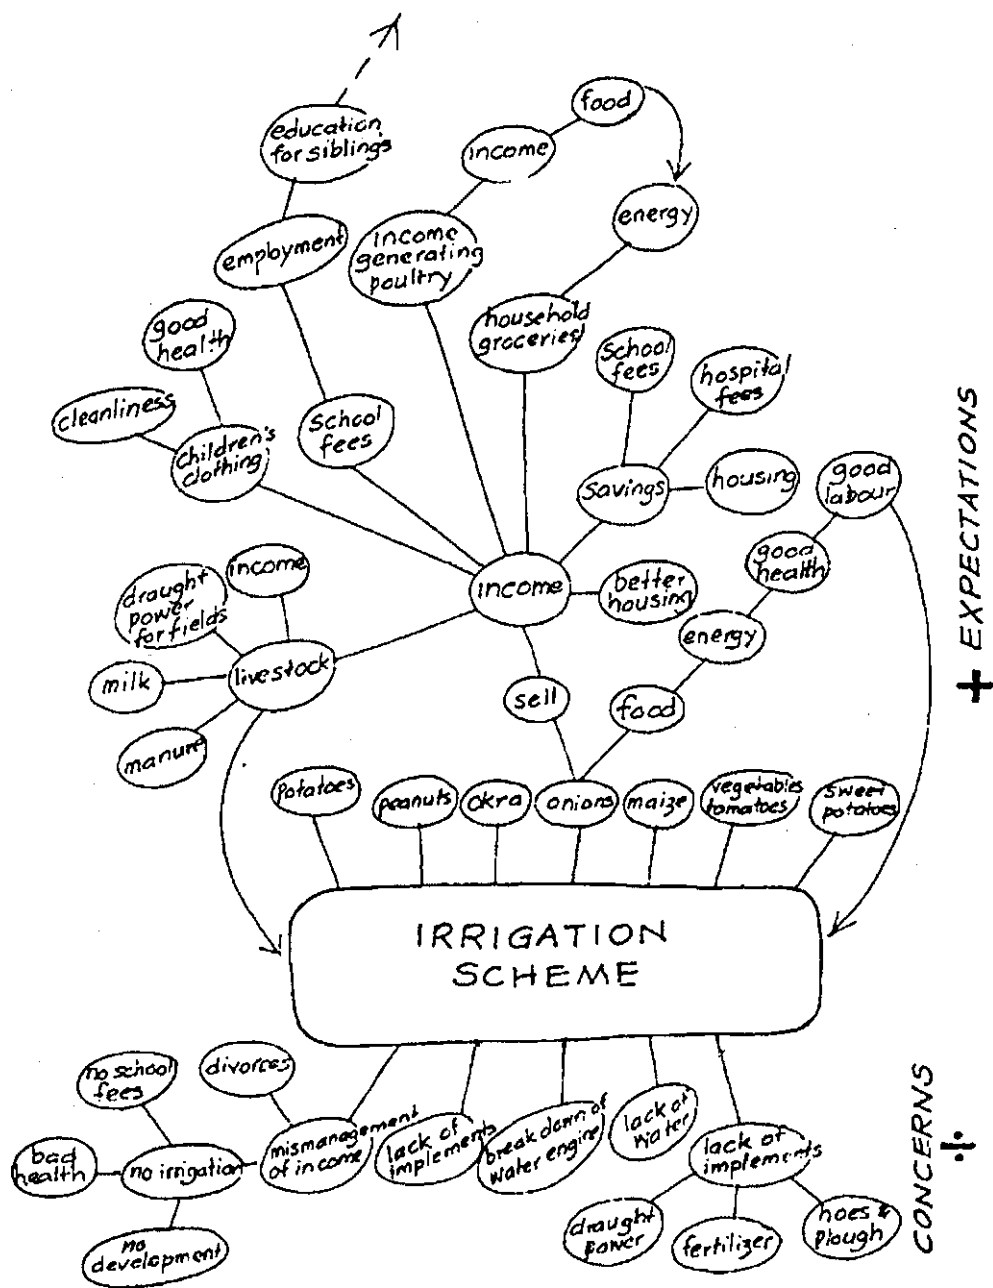 education
for siblings
food
income
energy
employment
income
generating
poultry
good
health
household
groceries
school
fees
hospital
fees
cleanliness
children's
clothing
school
fees
savings
housing
good
labour
+ EXPECTATIONS
draught
power
for fields
income
income
better
housing
good
health
energy
milk
livestock
sell
food
manure
potatoes
peanuts
okra
onions
maize
vegetables
tomatoes
sweet
potatoes
IRRIGATION
SCHEME
no school
fees
divorces
bad
health
no irrigation
mismanagement
of income
lack of
implements
break down of
water engine
lack of
water
lack of
implements
no
development
draught
power
fertilizer
hoes &
plough
CONCERNS